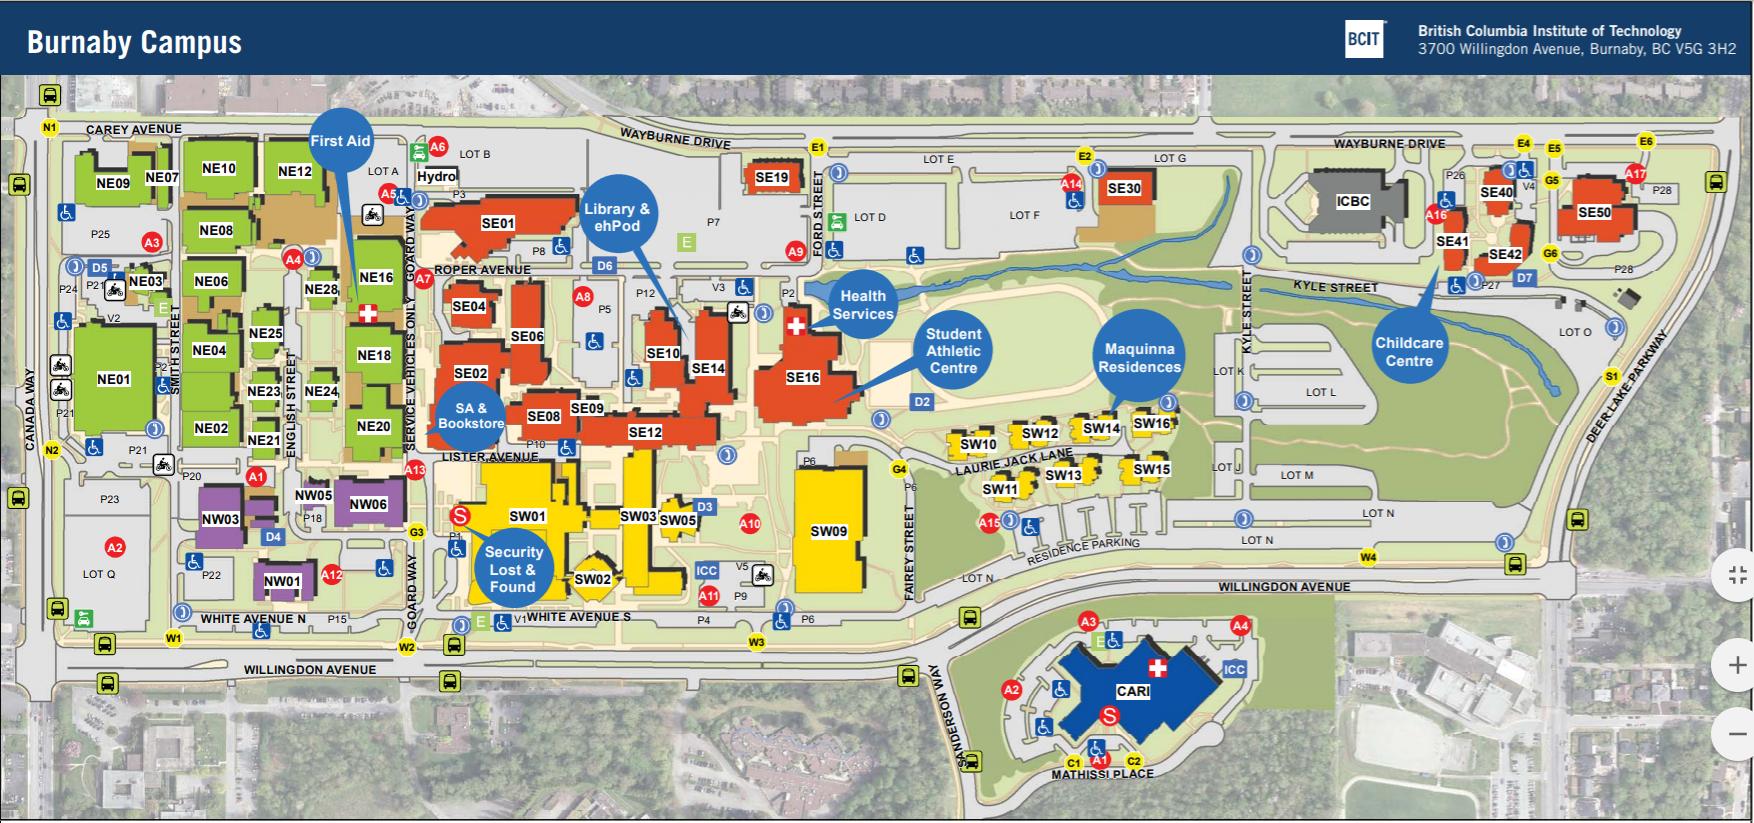 Burnaby Campus
BCIT
British Columbia Institute of Technology
3700 Willingdon Avenue, Burnaby, BC V5G 3H2
N1
CAREY AVENUE
First Aid
A6
LOT B
WAYBURNE DRIVE
E1
E2
LOT E
LOT G
WAYBURNE DRIVE
E4
E5
E6
NE09
NE07
NE10
NE12
LOT A
Hydro
A5
P3
SE19
FORD STREET
A14
SE30
ICBC
P26
SE40
V4
G5
A17
P28
A3
P25
NE08
SE01
P8
Library &
ehPod
P7
E
A9
LOT D
LOT F
A16
SE41
SE42
SE50
G6
P28
D5
P24
P21
NE03
E
NE06
A4
NE28
NE16
GOARD WAY
A7
ROPER AVENUE
D6
A8
P12
V3
P2
Health
Services
KYLE STREET
KYLE STREET
P27
D7
V2
SMITH STREET
NE04
NE25
NE18
SERVICE VEHICLES ONLY
SE04
SE06
P5
SE10
SE14
SE16
Student
Athletic
Centre
Maquinna
Residences
Childcare
Centre
LOT O
S1
DEER LAKE PARKWAY
CANADA WAY
NE01
P2
P21
NE23
NE24
ENGLISH STREET
SE02
SA &
Bookstore
SE08
SE09
D2
LOT K
LOT L
N2
P21
NE02
NE21
NE20
P10
SE12
SW10
SW12
SW14
SW16
LISTER AVENUE
P6
G4
LAURIE JACK LANE
P20
A1
A13
P6
SW11
SW13
SW15
LOT J
LOT M
P23
NW03
NW05
NW06
P18
D4
S
P1
SW01
SW03
SW05
D3
A10
SW09
FAIREY STREET
A15
RESIDENCE PARKING
LOT N
LOT N
W4
A2
LOT Q
P22
NW01
A12
G3
GOARD WAY
Security
Lost &
Found
SW02
ICC
V5
A11
P9
LOT N
WILLINGDON AVENUE
W1
WHITE AVENUE N
P15
W2
E
V1
WHITE AVENUE S
P4
W3
P6
WILLINGDON AVENUE
SANDERSON WAY
A3
E
A4
A2
CARI
ICC
S
C1
A1
C2
MATHISSI PLACE